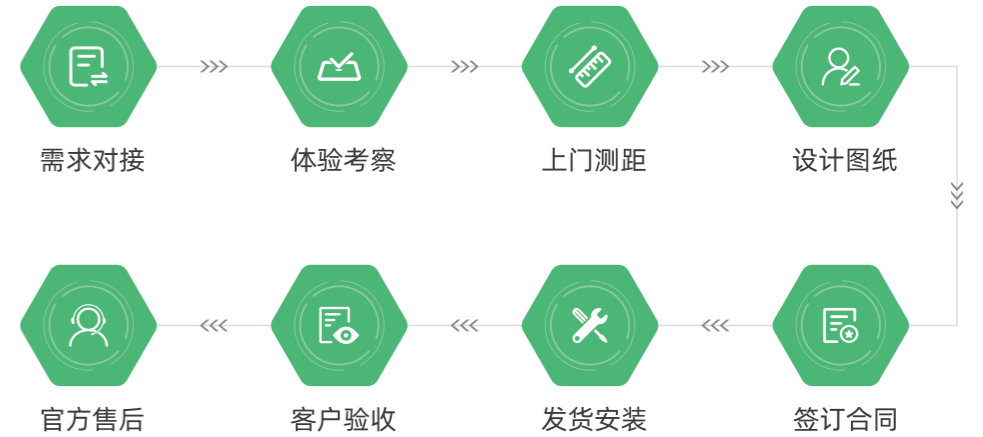 需求对接
体验考察
上门测距
设计图纸
签订合同
发货安装
客户验收
官方售后